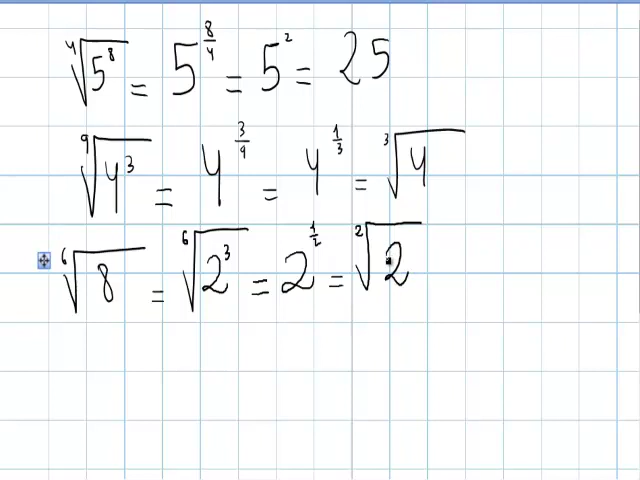 ⁴√5⁸ = 5^(8/4) = 5² = 25
⁹√4³ = 4^(3/9) = 4^(1/3) = ³√4
⁶√8 = ⁶√2³ = 2^(1/2) = ²√2